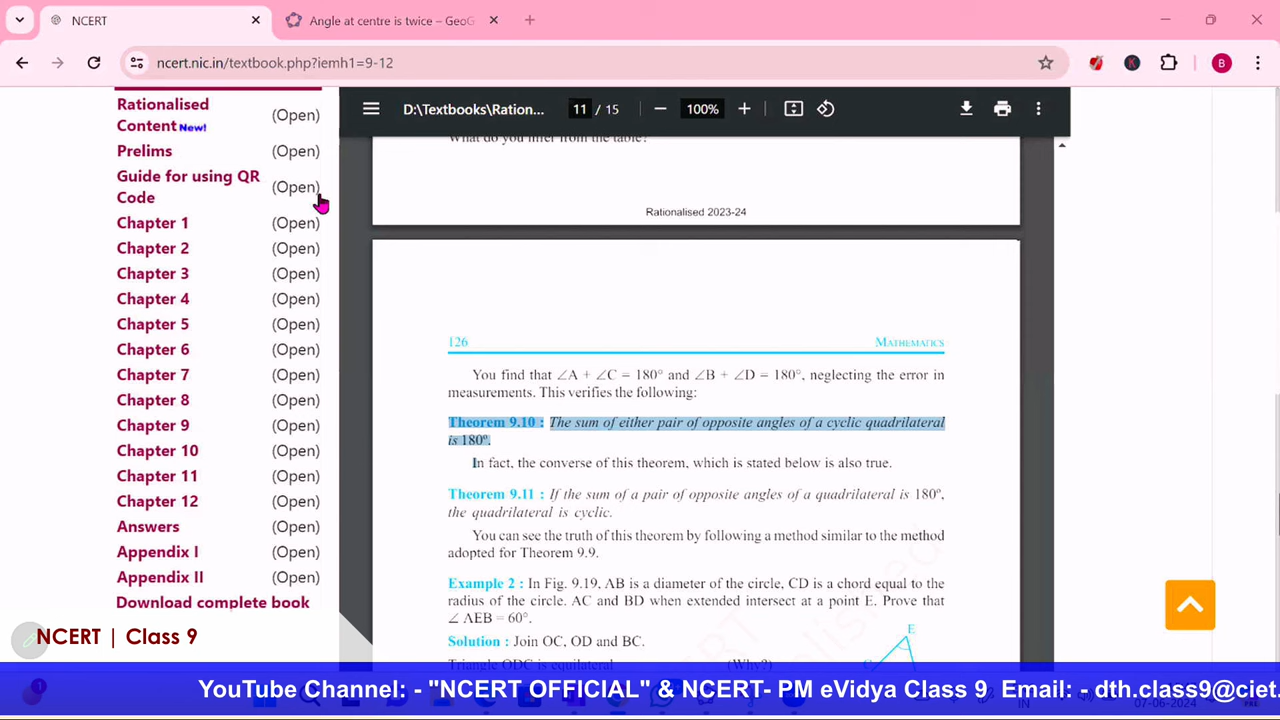 NCERT
Angle at centre is twice – GeoG
ncert.nic.in/textbook.php?iemh1=9-12
B
Rationalised
Content New!
(Open)
Prelims (Open)
Guide for using QR
Code
(Open)
Chapter 1 (Open)
Chapter 2 (Open)
Chapter 3 (Open)
Chapter 4 (Open)
Chapter 5 (Open)
Chapter 6 (Open)
Chapter 7 (Open)
Chapter 8 (Open)
Chapter 9 (Open)
Chapter 10 (Open)
Chapter 11 (Open)
Chapter 12 (Open)
Answers (Open)
Appendix I (Open)
Appendix II (Open)
Download complete book
D:\Textbooks\Ration... 11 / 15 100%
What do you infer from the table?
Rationalised 2023-24
126 MATHEMATICS
You find that ∠A + ∠C = 180° and ∠B + ∠D = 180°, neglecting the error in
measurements. This verifies the following:
Theorem 9.10 : The sum of either pair of opposite angles of a cyclic quadrilateral
is 180º.
In fact, the converse of this theorem, which is stated below is also true.
Theorem 9.11 : If the sum of a pair of opposite angles of a quadrilateral is 180º,
the quadrilateral is cyclic.
You can see the truth of this theorem by following a method similar to the method
adopted for Theorem 9.9.
Example 2 : In Fig. 9.19, AB is a diameter of the circle, CD is a chord equal to the
radius of the circle. AC and BD when extended intersect at a point E. Prove that
∠ AEB = 60°.
E
Solution : Join OC, OD and BC.
Triangle ODC is equilateral (Why?)
NCERT | Class 9
YouTube Channel: - "NCERT OFFICIAL" & NCERT- PM eVidya Class 9 Email: - dth.class9@ciet.
07-06-2024